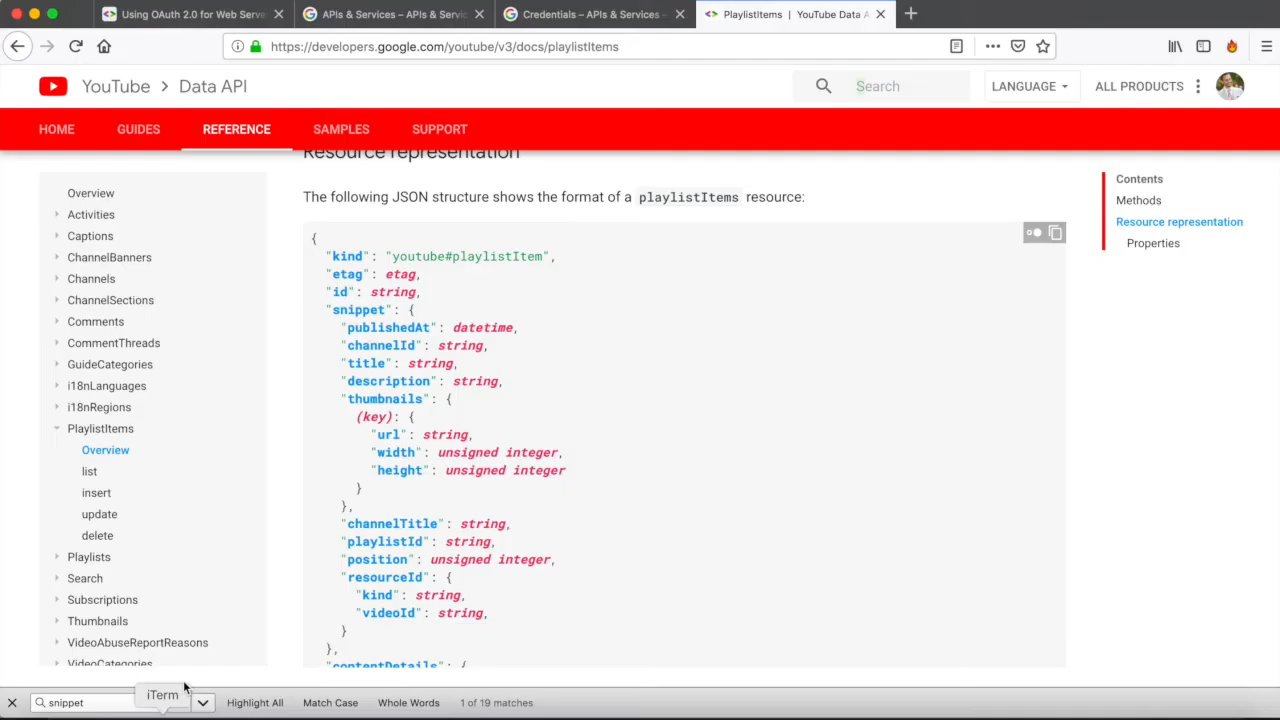 Using OAuth 2.0 for Web Serve
APIs & Services – APIs & Servic
Credentials – APIs & Services –
PlaylistItems | YouTube Data A
https://developers.google.com/youtube/v3/docs/playlistItems
YouTube > Data API
Search
LANGUAGE
ALL PRODUCTS
HOME
GUIDES
REFERENCE
SAMPLES
SUPPORT
Overview
Activities
Captions
ChannelBanners
Channels
ChannelSections
Comments
CommentThreads
GuideCategories
i18nLanguages
i18nRegions
PlaylistItems
Overview
list
insert
update
delete
Playlists
Search
Subscriptions
Thumbnails
VideoAbuseReportReasons
VideoCategories
Resource representation
The following JSON structure shows the format of a playlistItems resource:
{
"kind": "youtube#playlistItem",
"etag": etag,
"id": string,
"snippet": {
"publishedAt": datetime,
"channelId": string,
"title": string,
"description": string,
"thumbnails": {
(key): {
"url": string,
"width": unsigned integer,
"height": unsigned integer
}
},
"channelTitle": string,
"playlistId": string,
"position": unsigned integer,
"resourceId": {
"kind": string,
"videoId": string,
}
},
"contentDetails": {
Contents
Methods
Resource representation
Properties
snippet
iTerm
Highlight All
Match Case
Whole Words
1 of 19 matches